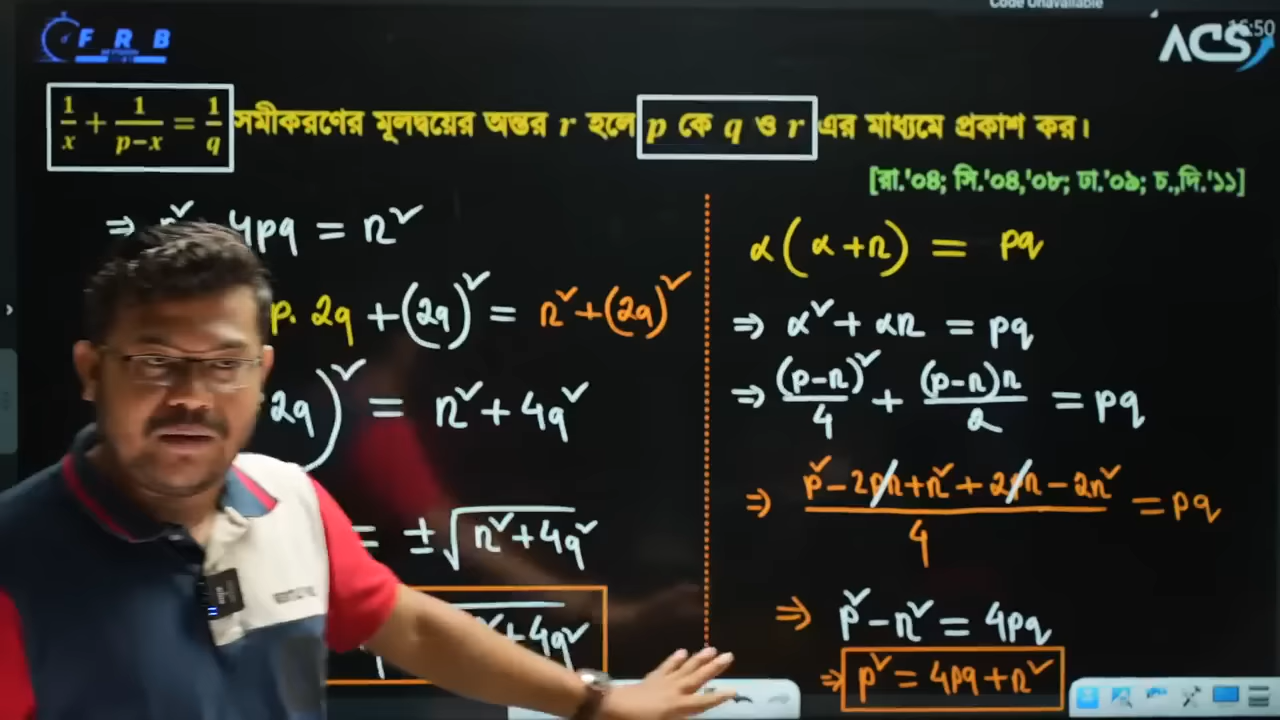 Code Unavailable
16:50
FRB
ACS
1/x + 1/(p−x) = 1/q সমীকরণের মূলদ্বয়ের অন্তর r হলে p কে q ও r এর মাধ্যমে প্রকাশ কর।
[রা.'০৪; সি.'০৪,'০৮; ঢা.'০৯; চ.,দি.'১১]
⇒ 4pq = r²
p. 2q + (2q)² = r² + (2q)²
2q)² = r² + 4q²
= ± √(r² + 4q²)
+ 4q²
α(α + r) = pq
⇒ α² + αr = pq
⇒ (p−r)²/4 + (p−r)r/2 = pq
⇒ (p² − 2pr + r² + 2pr − 2r²)/4 = pq
⇒ p² − r² = 4pq
⇒ p² = 4pq + r²